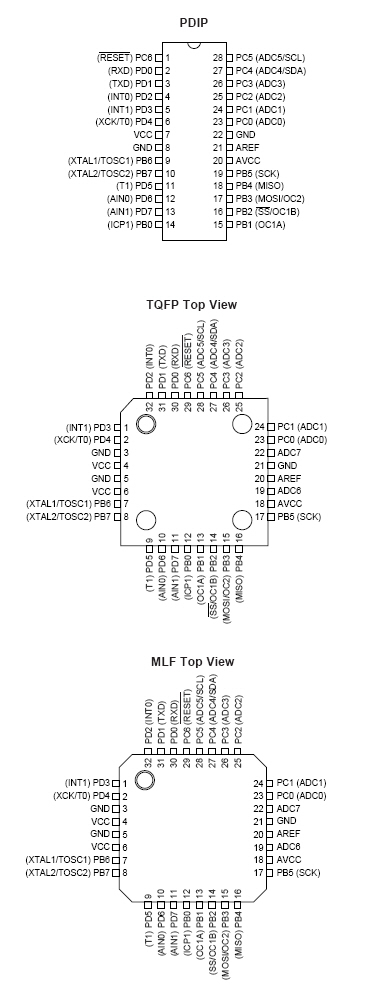 PDIP
(RESET) PC6 1 28 PC5 (ADC5/SCL)
(RXD) PD0 2 27 PC4 (ADC4/SDA)
(TXD) PD1 3 26 PC3 (ADC3)
(INT0) PD2 4 25 PC2 (ADC2)
(INT1) PD3 5 24 PC1 (ADC1)
(XCK/T0) PD4 6 23 PC0 (ADC0)
VCC 7 22 GND
GND 8 21 AREF
(XTAL1/TOSC1) PB6 9 20 AVCC
(XTAL2/TOSC2) PB7 10 19 PB5 (SCK)
(T1) PD5 11 18 PB4 (MISO)
(AIN0) PD6 12 17 PB3 (MOSI/OC2)
(AIN1) PD7 13 16 PB2 (SS/OC1B)
(ICP1) PB0 14 15 PB1 (OC1A)
TQFP Top View
PD2 (INT0)
PD1 (TXD)
PD0 (RXD)
PC6 (RESET)
PC5 (ADC5/SCL)
PC4 (ADC4/SDA)
PC3 (ADC3)
PC2 (ADC2)
32 31 30 29 28 27 26 25
(INT1) PD3 1 24 PC1 (ADC1)
(XCK/T0) PD4 2 23 PC0 (ADC0)
GND 3 22 ADC7
VCC 4 21 GND
GND 5 20 AREF
VCC 6 19 ADC6
(XTAL1/TOSC1) PB6 7 18 AVCC
(XTAL2/TOSC2) PB7 8 17 PB5 (SCK)
9 10 11 12 13 14 15 16
(T1) PD5
(AIN0) PD6
(AIN1) PD7
(ICP1) PB0
(OC1A) PB1
(SS/OC1B) PB2
(MOSI/OC2) PB3
(MISO) PB4
MLF Top View
PD2 (INT0)
PD1 (TXD)
PD0 (RXD)
PC6 (RESET)
PC5 (ADC5/SCL)
PC4 (ADC4/SDA)
PC3 (ADC3)
PC2 (ADC2)
32 31 30 29 28 27 26 25
(INT1) PD3 1 24 PC1 (ADC1)
(XCK/T0) PD4 2 23 PC0 (ADC0)
GND 3 22 ADC7
VCC 4 21 GND
GND 5 20 AREF
VCC 6 19 ADC6
(XTAL1/TOSC1) PB6 7 18 AVCC
(XTAL2/TOSC2) PB7 8 17 PB5 (SCK)
9 10 11 12 13 14 15 16
(T1) PD5
(AIN0) PD6
(AIN1) PD7
(ICP1) PB0
(OC1A) PB1
(SS/OC1B) PB2
(MOSI/OC2) PB3
(MISO) PB4